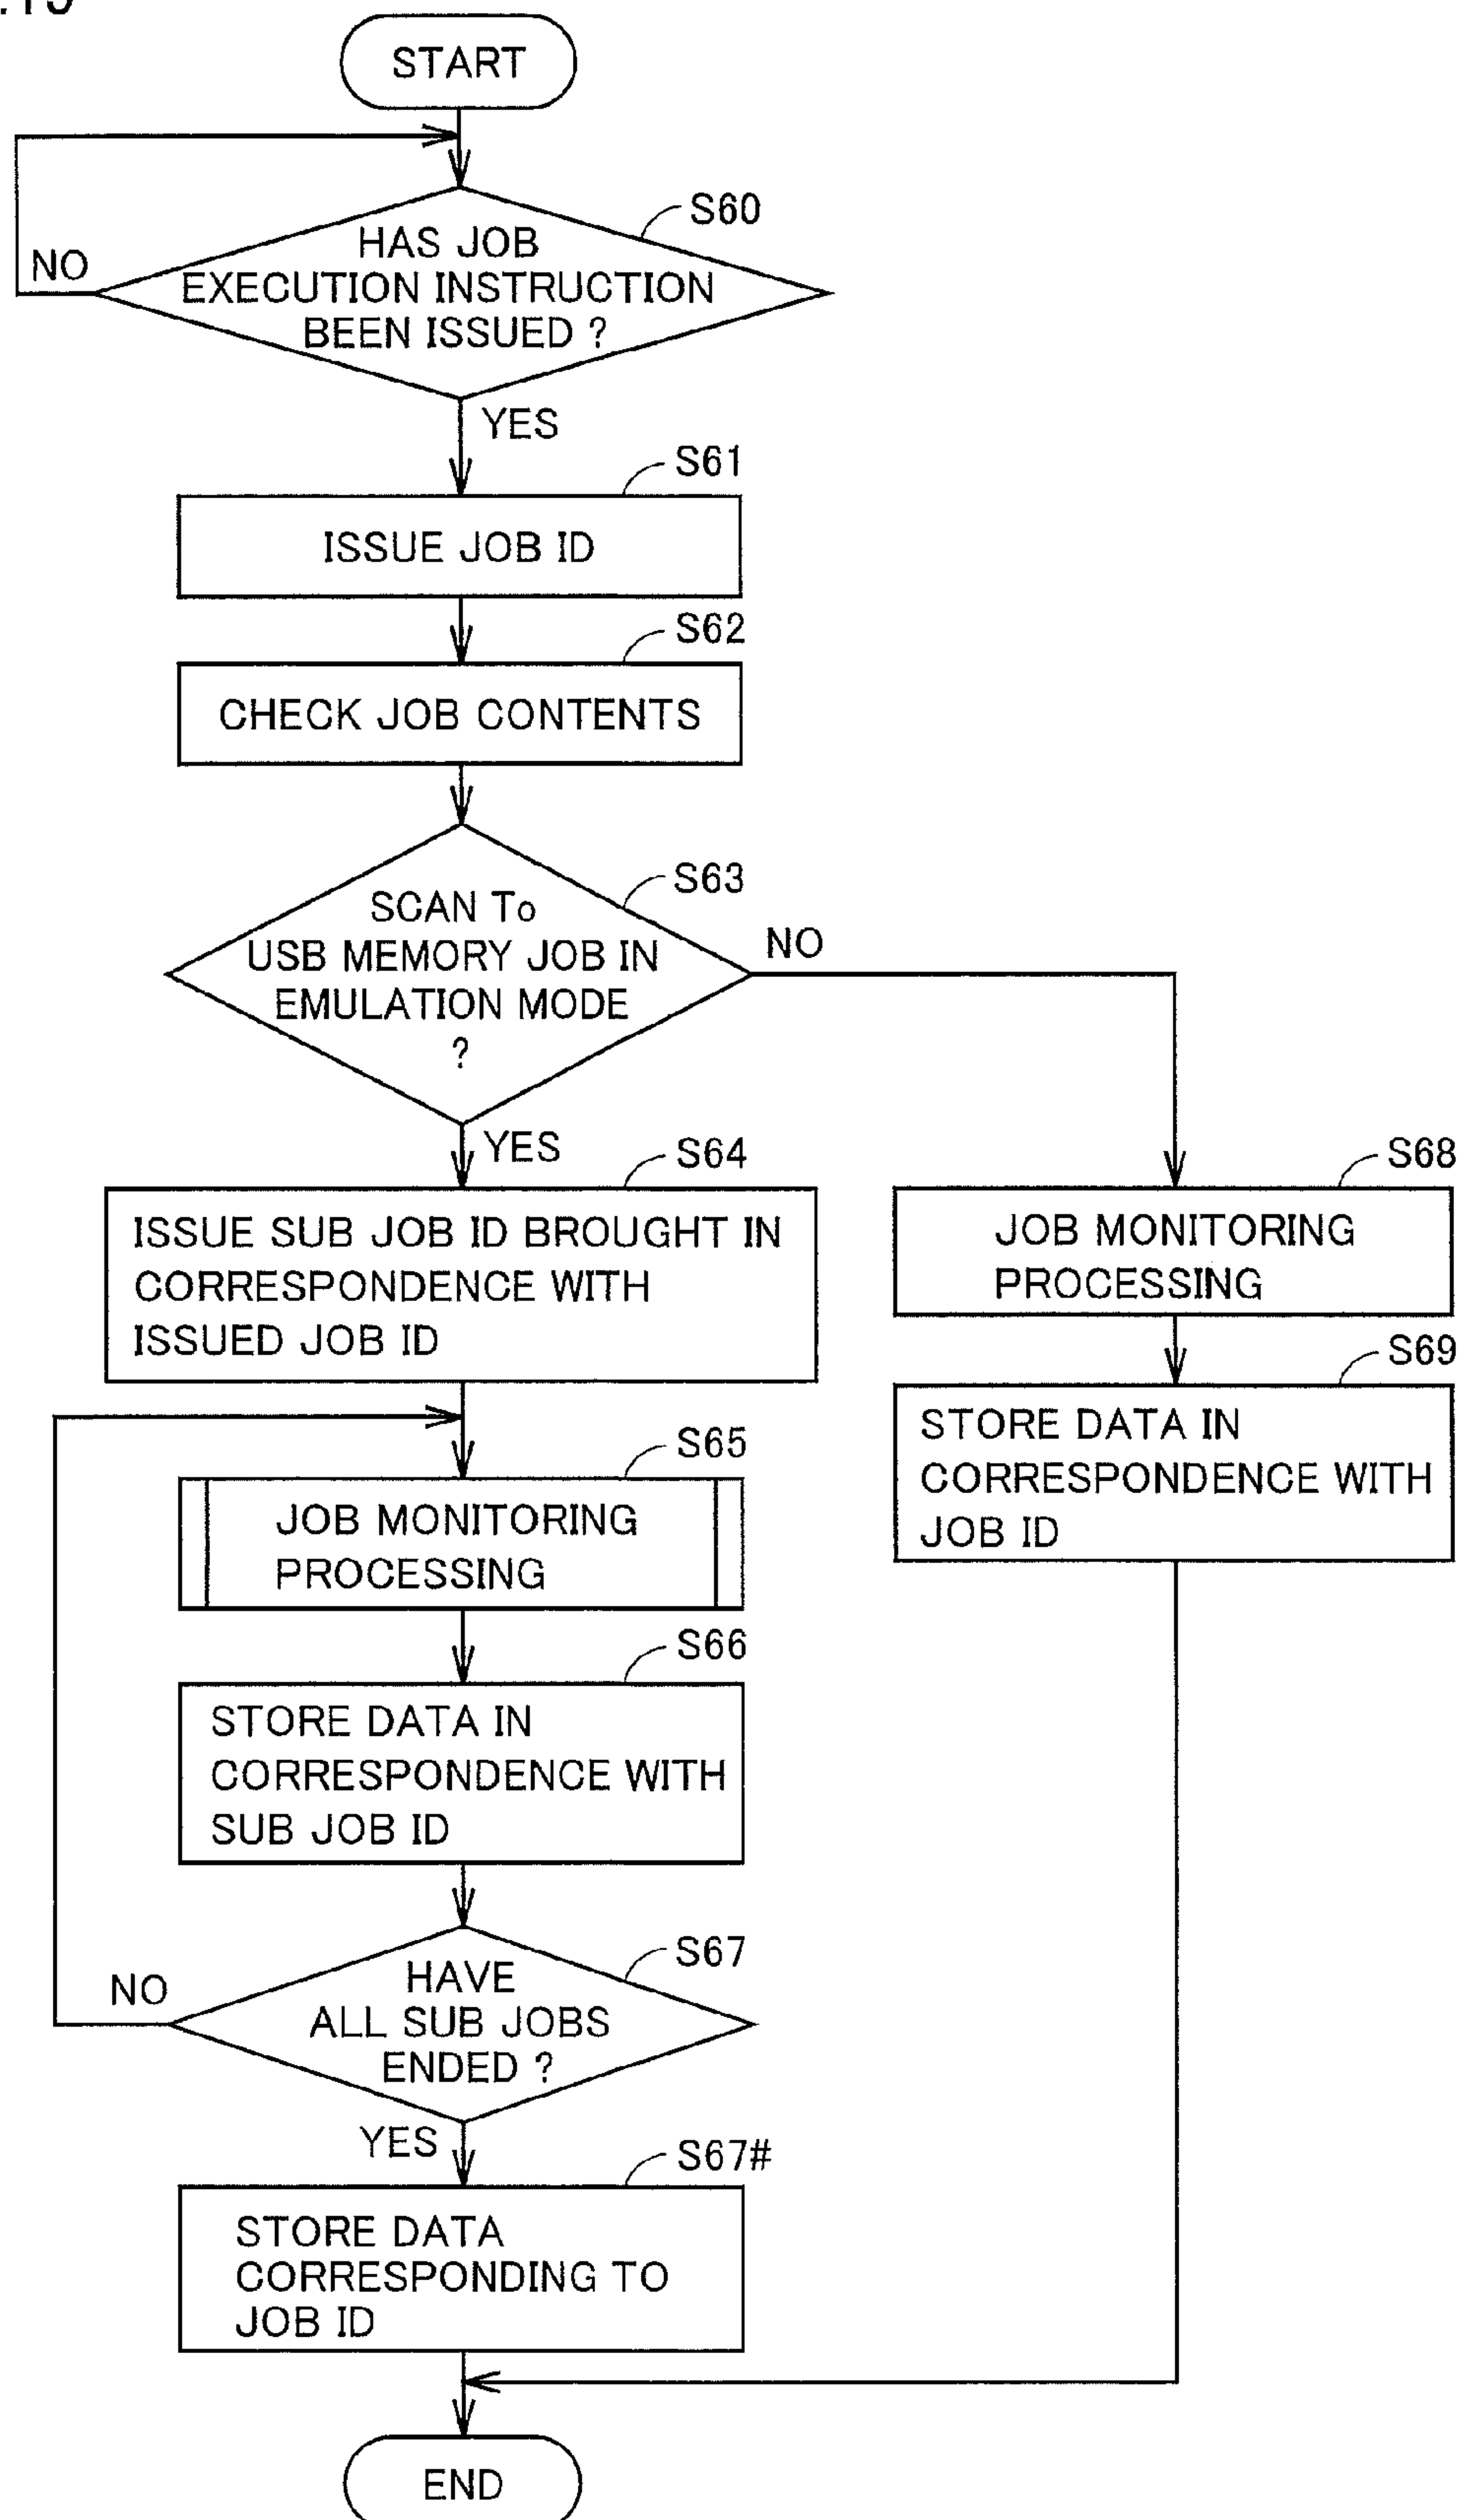 START
S60
HAS JOB
EXECUTION INSTRUCTION
BEEN ISSUED ?
NO
YES
S61
ISSUE JOB ID
S62
CHECK JOB CONTENTS
S63
SCAN To
USB MEMORY JOB IN
EMULATION MODE
?
NO
YES
S64
ISSUE SUB JOB ID BROUGHT IN
CORRESPONDENCE WITH
ISSUED JOB ID
S68
JOB MONITORING
PROCESSING
S69
STORE DATA IN
CORRESPONDENCE WITH
JOB ID
S65
JOB MONITORING
PROCESSING
S66
STORE DATA IN
CORRESPONDENCE WITH
SUB JOB ID
S67
HAVE
ALL SUB JOBS
ENDED ?
NO
YES
S67#
STORE DATA
CORRESPONDING TO
JOB ID
END